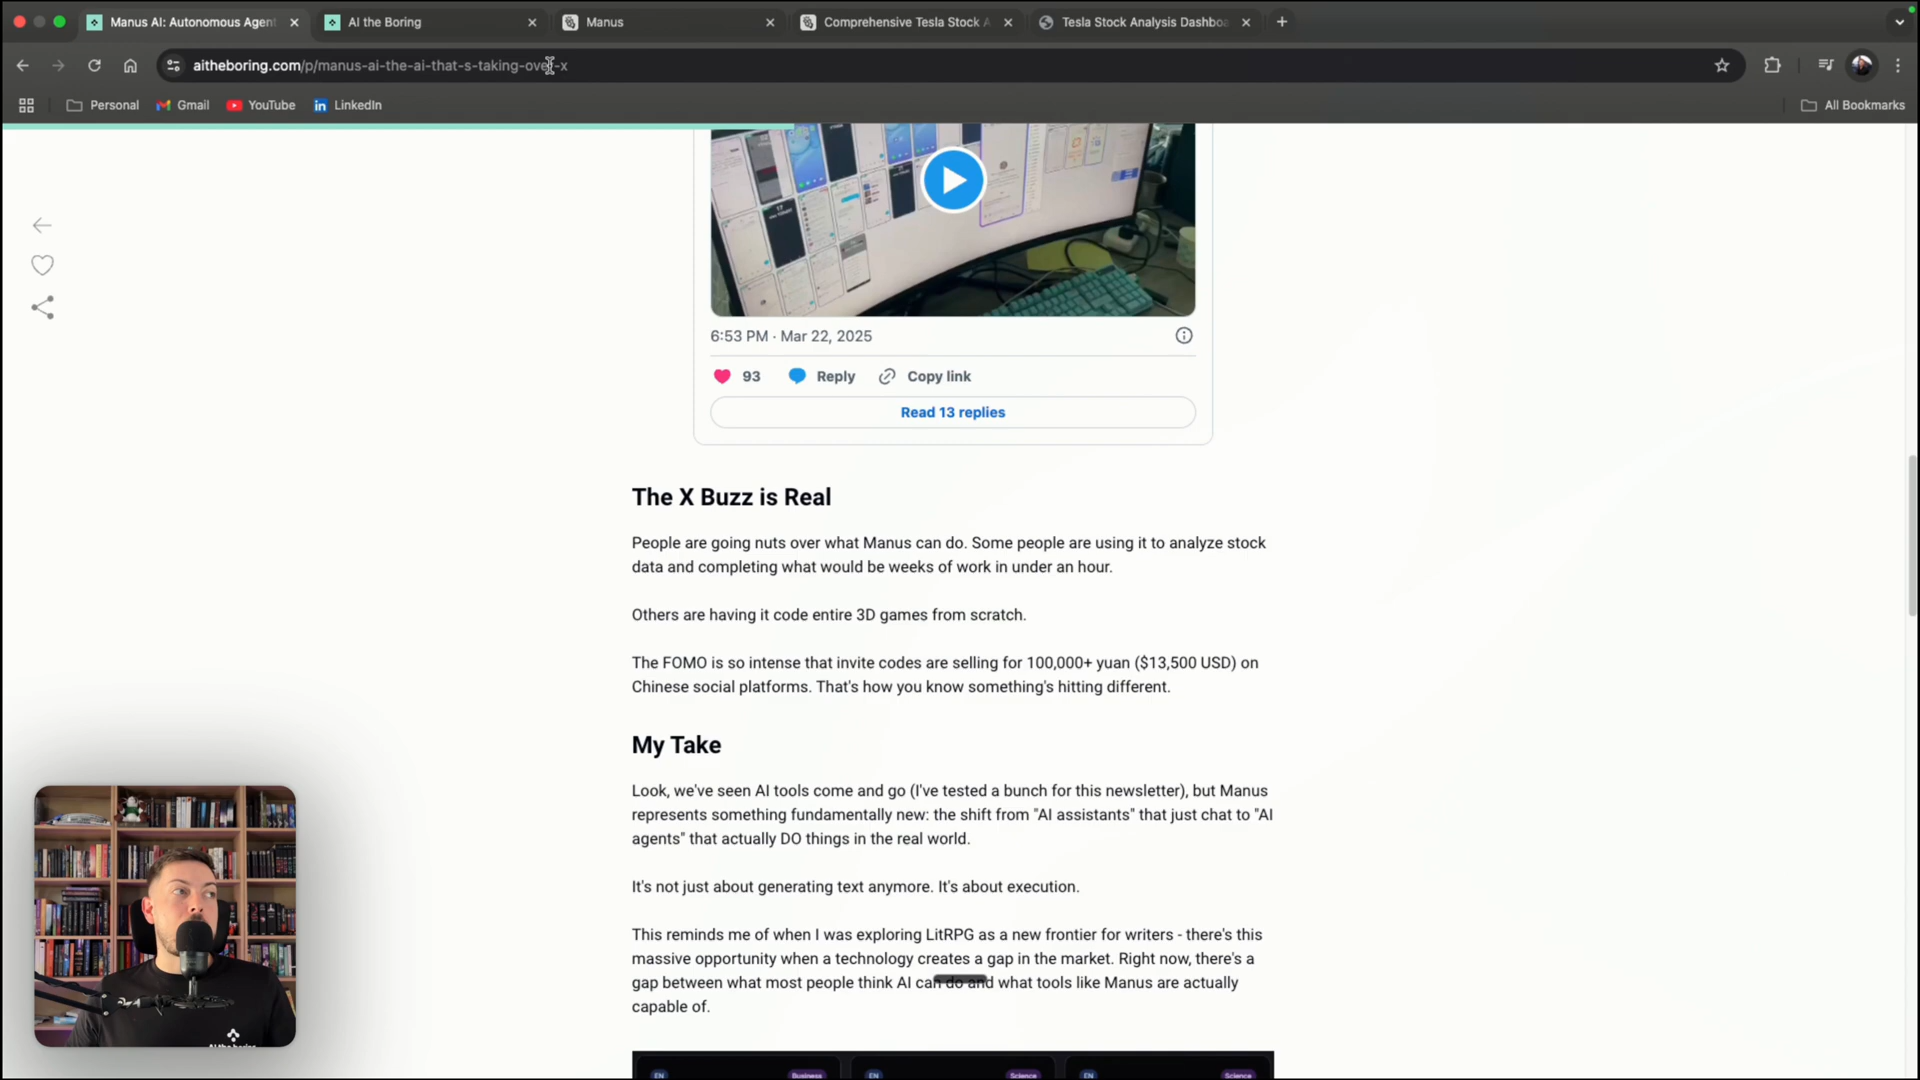 Manus AI: Autonomous Agent
AI the Boring
Manus
Comprehensive Tesla Stock A
Tesla Stock Analysis Dashboa
aitheboring.com/p/manus-ai-the-ai-that-s-taking-over-x
Personal
Gmail
YouTube
LinkedIn
All Bookmarks
6:53 PM · Mar 22, 2025
93
Reply
Copy link
Read 13 replies
The X Buzz is Real
People are going nuts over what Manus can do. Some people are using it to analyze stock
data and completing what would be weeks of work in under an hour.
Others are having it code entire 3D games from scratch.
The FOMO is so intense that invite codes are selling for 100,000+ yuan ($13,500 USD) on
Chinese social platforms. That's how you know something's hitting different.
My Take
Look, we've seen AI tools come and go (I've tested a bunch for this newsletter), but Manus
represents something fundamentally new: the shift from "AI assistants" that just chat to "AI
agents" that actually DO things in the real world.
It's not just about generating text anymore. It's about execution.
This reminds me of when I was exploring LitRPG as a new frontier for writers - there's this
massive opportunity when a technology creates a gap in the market. Right now, there's a
gap between what most people think AI can do and what tools like Manus are actually
capable of.
EN
Business
EN
Science
EN
Science